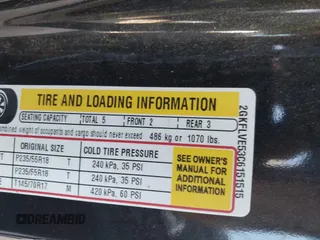 TIRE AND LOADING INFORMATION
SEATING CAPACITY TOTAL 5 FRONT 2 REAR 3
combined weight of occupants and cargo should never exceed 486 kg or 1070 lbs.
ORIGINAL SIZE COLD TIRE PRESSURE
P235/55R18 T 240 kPa, 35 PSI
P235/55R18 T 240 kPa, 35 PSI
T145/70R17 M 420 kPa, 60 PSI
SEE OWNER'S
MANUAL FOR
ADDITIONAL
INFORMATION
2GKFLVE53C6151515
DREAMBID